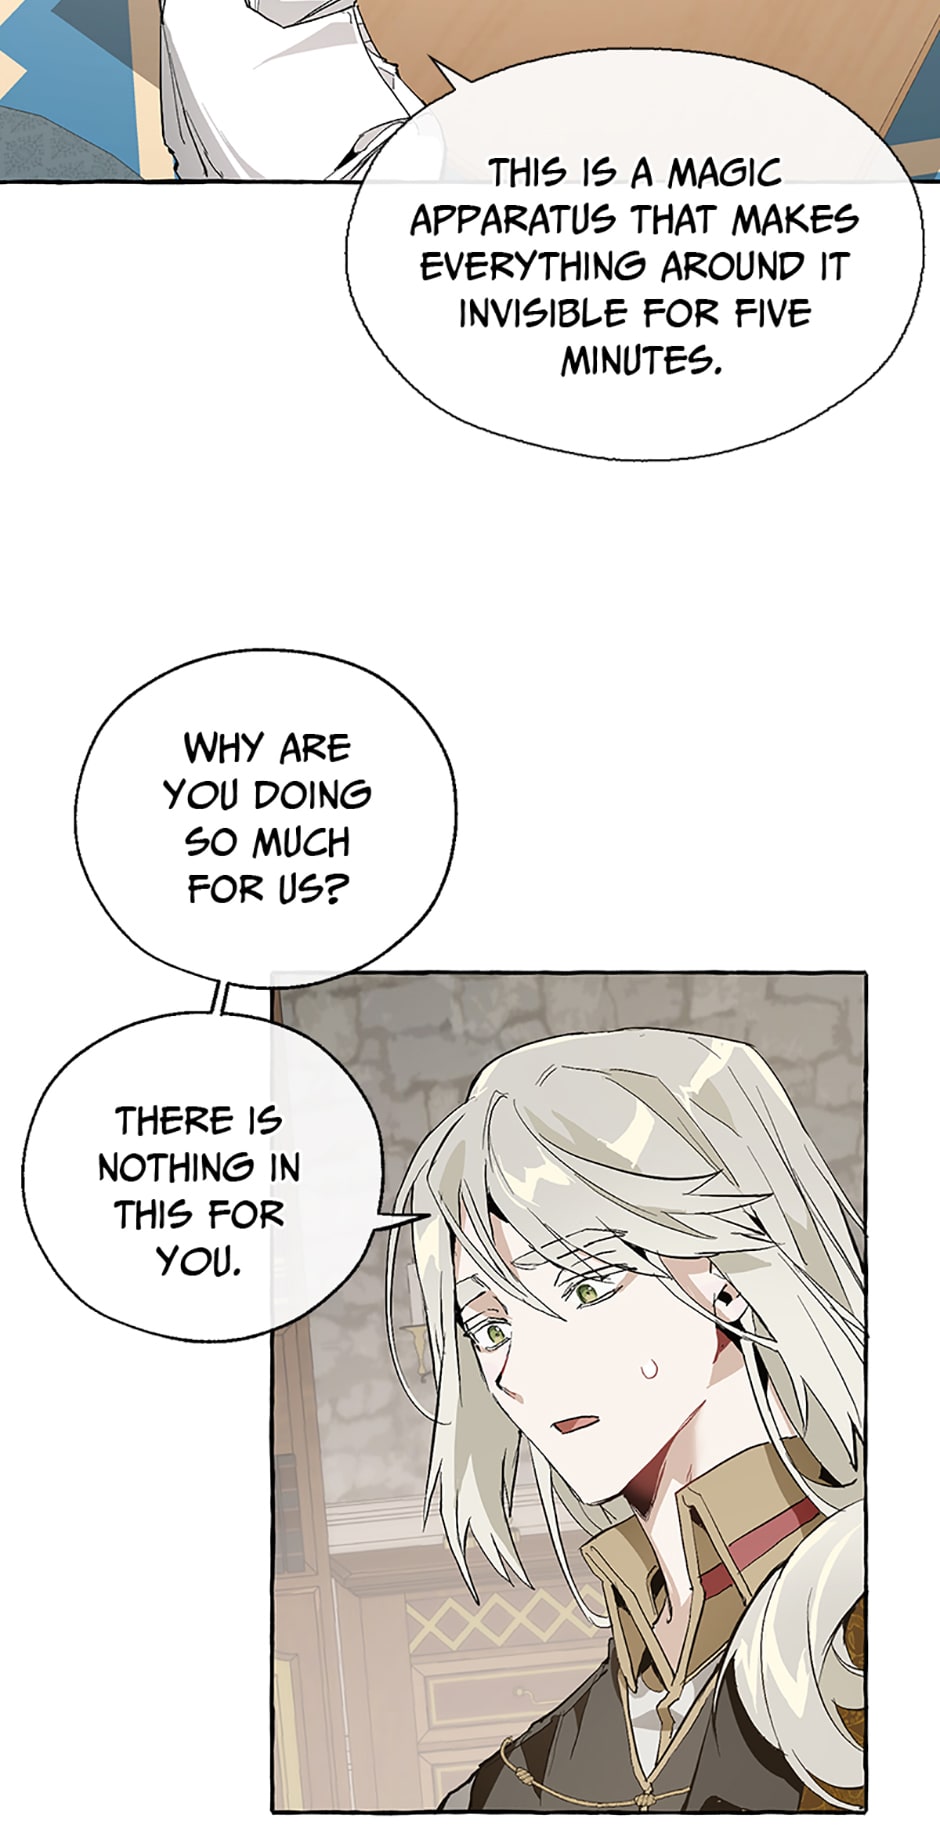 THIS IS A MAGIC
APPARATUS THAT MAKES
EVERYTHING AROUND IT
INVISIBLE FOR FIVE
MINUTES.
WHY ARE
YOU DOING
SO MUCH
FOR US?
THERE IS
NOTHING IN
THIS FOR
YOU.